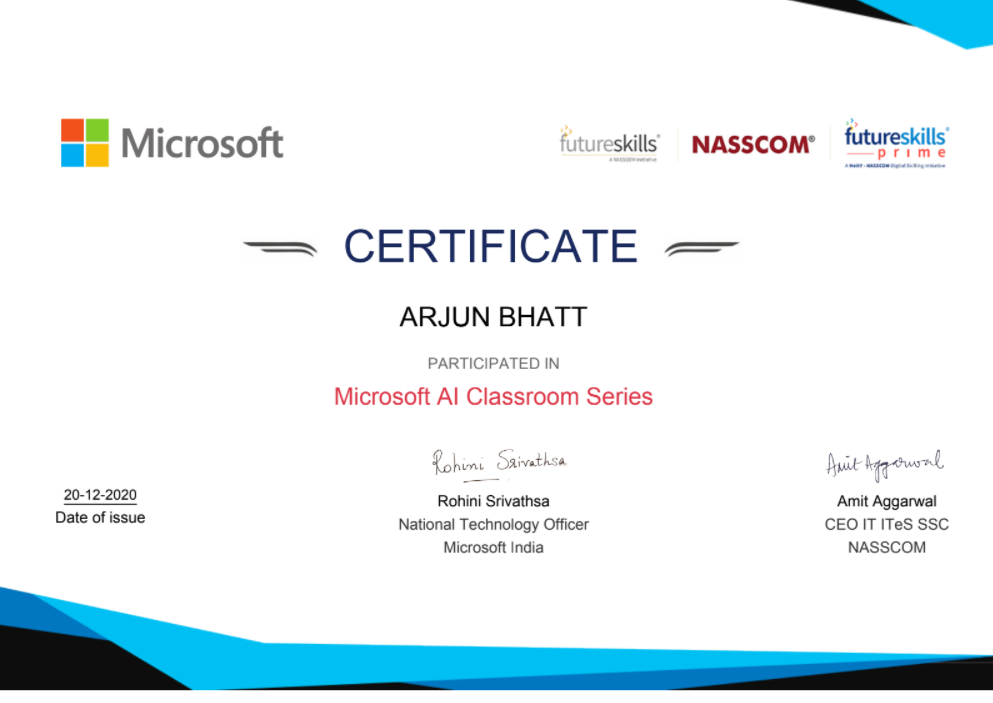 Microsoft
futureskills®
A NASSCOM Initiative
NASSCOM®
futureskills®
prime
A MeitY - NASSCOM Digital Skilling Initiative
CERTIFICATE
ARJUN BHATT
PARTICIPATED IN
Microsoft AI Classroom Series
Rohini Srivathsa
Amit Aggarwal
20-12-2020
Date of issue
Rohini Srivathsa
National Technology Officer
Microsoft India
Amit Aggarwal
CEO IT ITeS SSC
NASSCOM